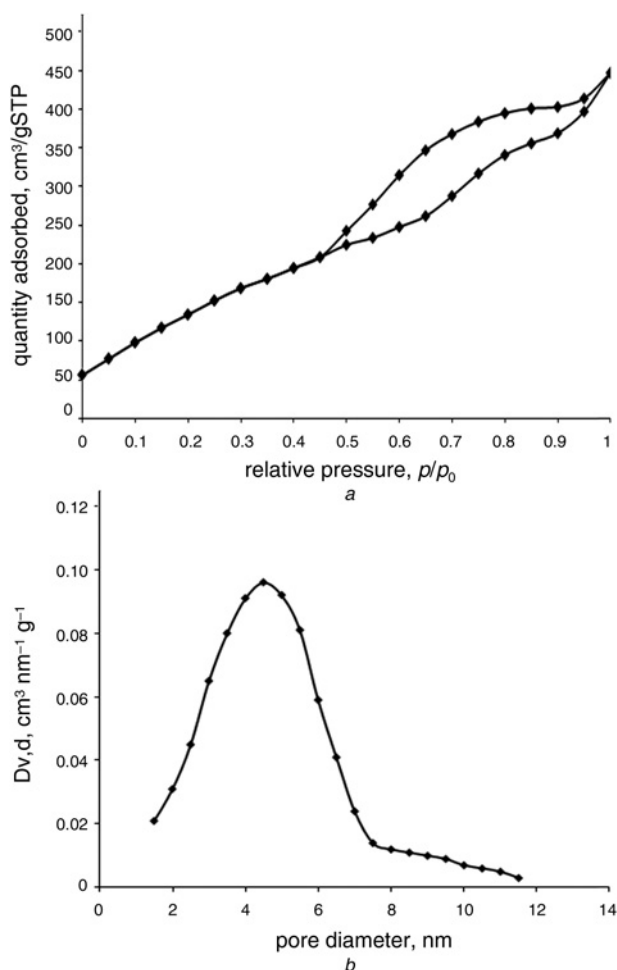 500
450
400
350
300
250
200
150
100
50
0
quantity adsorbed, cm³/gSTP
0 0.1 0.2 0.3 0.4 0.5 0.6 0.7 0.8 0.9 1
relative pressure, p/p₀
a
0.12
0.10
0.08
0.06
0.04
0.02
0
Dv,d, cm³ nm⁻¹ g⁻¹
0 2 4 6 8 10 12 14
pore diameter, nm
b